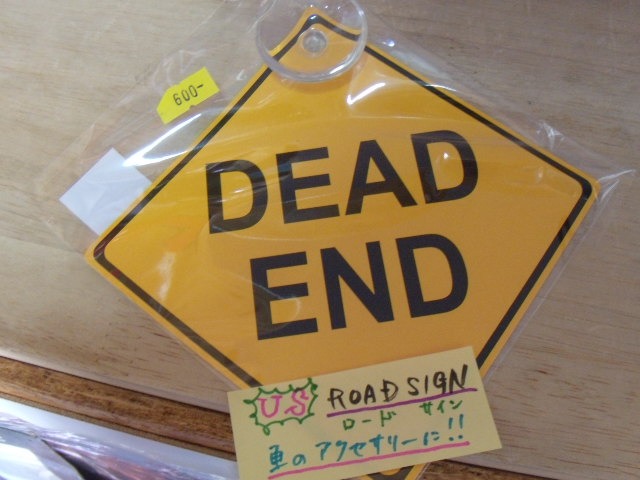 600-
DEAD
END
US ROAD SIGN
ロード サイン
車のアクセサリーに!!